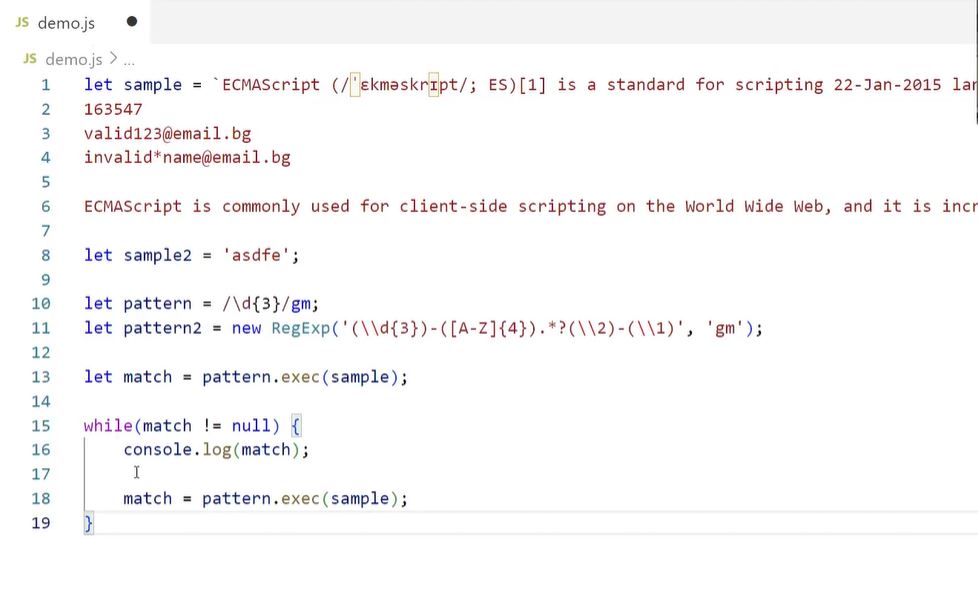 JS demo.js ●
JS demo.js > ...
1 let sample = `ECMAScript (/ˈɛkməskrɪpt/; ES)[1] is a standard for scripting 22-Jan-2015 lar
2 163547
3 valid123@email.bg
4 invalid*name@email.bg
5
6 ECMAScript is commonly used for client-side scripting on the World Wide Web, and it is incr
7
8 let sample2 = 'asdfe';
9
10 let pattern = /\d{3}/gm;
11 let pattern2 = new RegExp('(\\d{3})-([A-Z]{4}).*?(\\2)-(\\1)', 'gm');
12
13 let match = pattern.exec(sample);
14
15 while(match != null) {
16 console.log(match);
17
18 match = pattern.exec(sample);
19 }